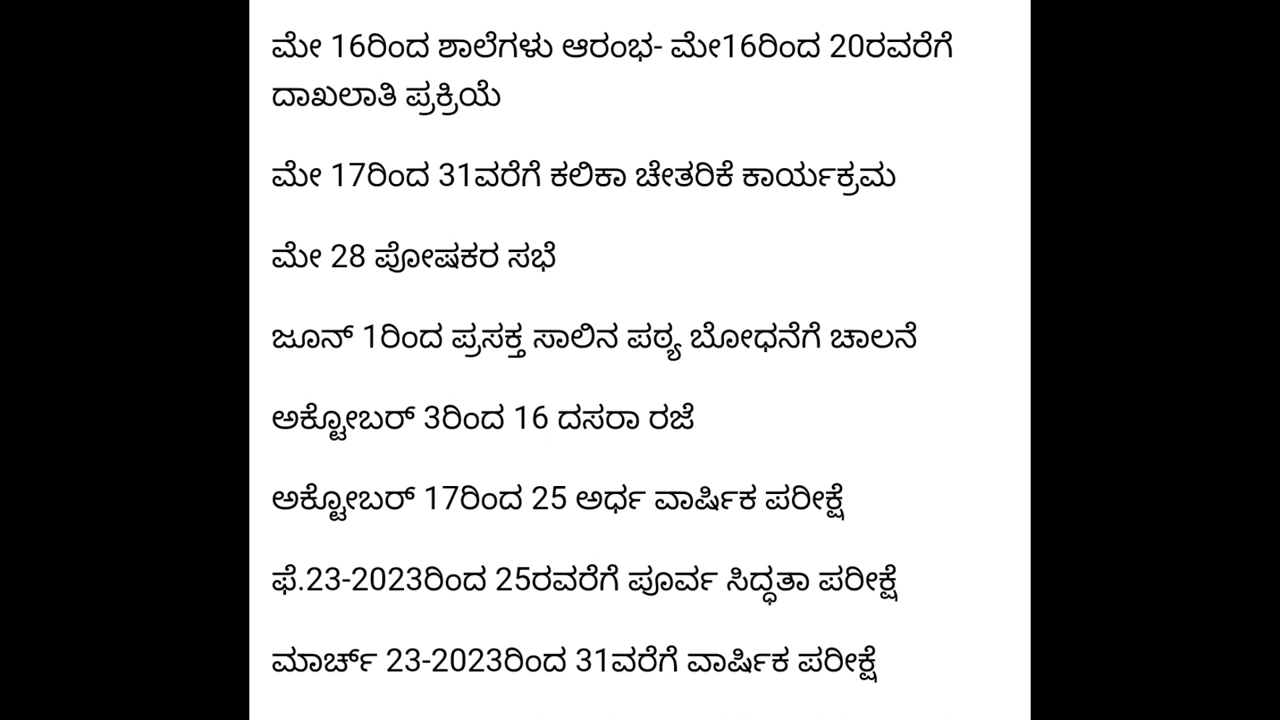 ಮೇ 16ರಿಂದ ಶಾಲೆಗಳು ಆರಂಭ- ಮೇ16ರಿಂದ 20ರವರೆಗೆ
ದಾಖಲಾತಿ ಪ್ರಕ್ರಿಯೆ
ಮೇ 17ರಿಂದ 31ವರೆಗೆ ಕಲಿಕಾ ಚೇತರಿಕೆ ಕಾರ್ಯಕ್ರಮ
ಮೇ 28 ಪೋಷಕರ ಸಭೆ
ಜೂನ್ 1ರಿಂದ ಪ್ರಸಕ್ತ ಸಾಲಿನ ಪಠ್ಯ ಬೋಧನೆಗೆ ಚಾಲನೆ
ಅಕ್ಟೋಬರ್ 3ರಿಂದ 16 ದಸರಾ ರಜೆ
ಅಕ್ಟೋಬರ್ 17ರಿಂದ 25 ಅರ್ಧ ವಾರ್ಷಿಕ ಪರೀಕ್ಷೆ
ಫೆ.23-2023ರಿಂದ 25ರವರೆಗೆ ಪೂರ್ವ ಸಿದ್ಧತಾ ಪರೀಕ್ಷೆ
ಮಾರ್ಚ್ 23-2023ರಿಂದ 31ವರೆಗೆ ವಾರ್ಷಿಕ ಪರೀಕ್ಷೆ